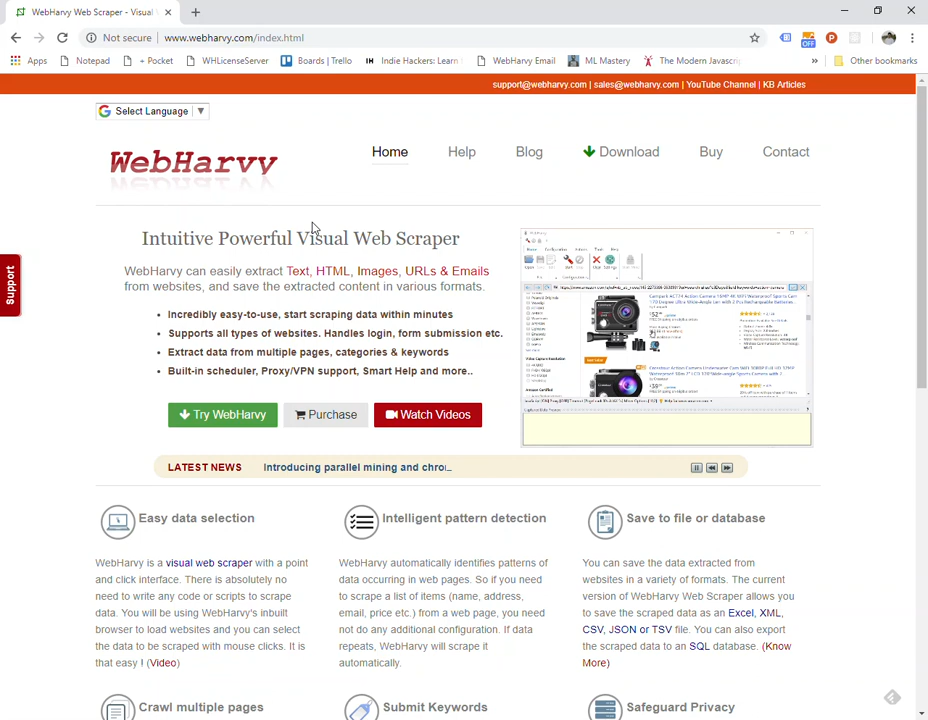 WebHarvy Web Scraper - Visual
Not secure | www.webharvy.com/index.html
OFF
Apps Notepad + Pocket WHLicenseServer Boards | Trello Indie Hackers: Learn WebHarvy Email ML Mastery The Modern Javascri » Other bookmarks
support@webharvy.com | sales@webharvy.com | YouTube Channel | KB Articles
Select Language ▼
WebHarvy
Home Help Blog Download Buy Contact
Support
Intuitive Powerful Visual Web Scraper
WebHarvy can easily extract Text, HTML, Images, URLs & Emails
from websites, and save the extracted content in various formats.
• Incredibly easy-to-use, start scraping data within minutes
• Supports all types of websites. Handles login, form submission etc.
• Extract data from multiple pages, categories & keywords
• Built-in scheduler, Proxy/VPN support, Smart Help and more..
Try WebHarvy Purchase Watch Videos
LATEST NEWS Introducing parallel mining and chro_
Easy data selection
WebHarvy is a visual web scraper with a point
and click interface. There is absolutely no
need to write any code or scripts to scrape
data. You will be using WebHarvy's inbuilt
browser to load websites and you can select
the data to be scraped with mouse clicks. It is
that easy ! (Video)
Intelligent pattern detection
WebHarvy automatically identifies patterns of
data occurring in web pages. So if you need
to scrape a list of items (name, address,
email, price etc.) from a web page, you need
not do any additional configuration. If data
repeats, WebHarvy will scrape it
automatically.
Save to file or database
You can save the data extracted from
websites in a variety of formats. The current
version of WebHarvy Web Scraper allows you
to save the scraped data as an Excel, XML,
CSV, JSON or TSV file. You can also export
the scraped data to an SQL database. (Know
More)
Crawl multiple pages
Submit Keywords
Safeguard Privacy